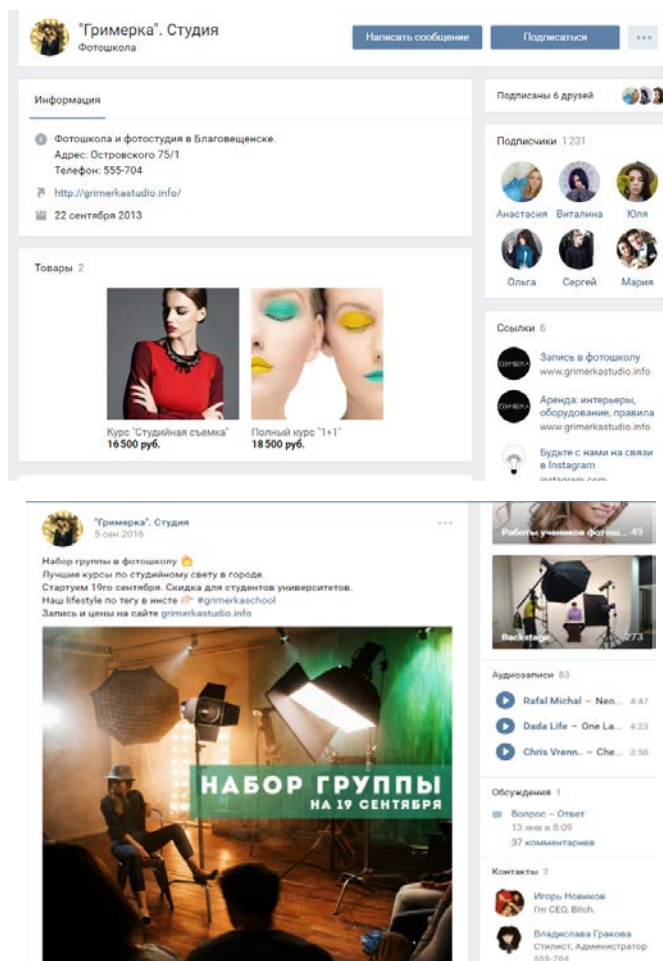 "Гримерка". Студия
Фотошкола
Написать сообщение
Подписаться
Информация
Фотошкола и фотостудия в Благовещенске.
Адрес: Островского 75/1
Телефон: 555-704
http://grimerkastudio.info/
22 сентября 2013
Товары 2
Курс "Студийная съемка"
16 500 руб.
Полный курс "1+1"
18 500 руб.
Подписаны 6 друзей
Подписчики 1 231
Анастасия Виталина Юля
Ольга Сергей Мария
Ссылки 6
Запись в фотошколу
www.grimerkastudio.info
Аренда: интерьеры,
оборудование, правила
www.grimerkastudio.info
Будьте с нами на связи
в Instagram
instagram.com
"Гримерка". Студия
5 сен 2016
Набор группы в фотошколу
Лучшие курсы по студийному свету в городе.
Стартуем 19го сентября. Скидка для студентов университетов.
Наш lifestyle по тегу в инсте #grimerkaschool
Запись и цены на сайте grimerkastudio.info
НАБОР ГРУППЫ
НА 19 СЕНТЯБРЯ
Работы учеников фотош... 49
Backstage 273
Аудиозаписи 83
Rafal Michal – Neo... 4:47
Dada Life – One La... 4:23
Chris Vrenn.. – Che... 3:58
Обсуждения 1
Вопрос – Ответ
13 в 8:09
37 комментариев
Контакты 2
Игорь Новиков
I'm CEO, Bitch.
Владислава Гракова
Стилист, Администратор
555-704